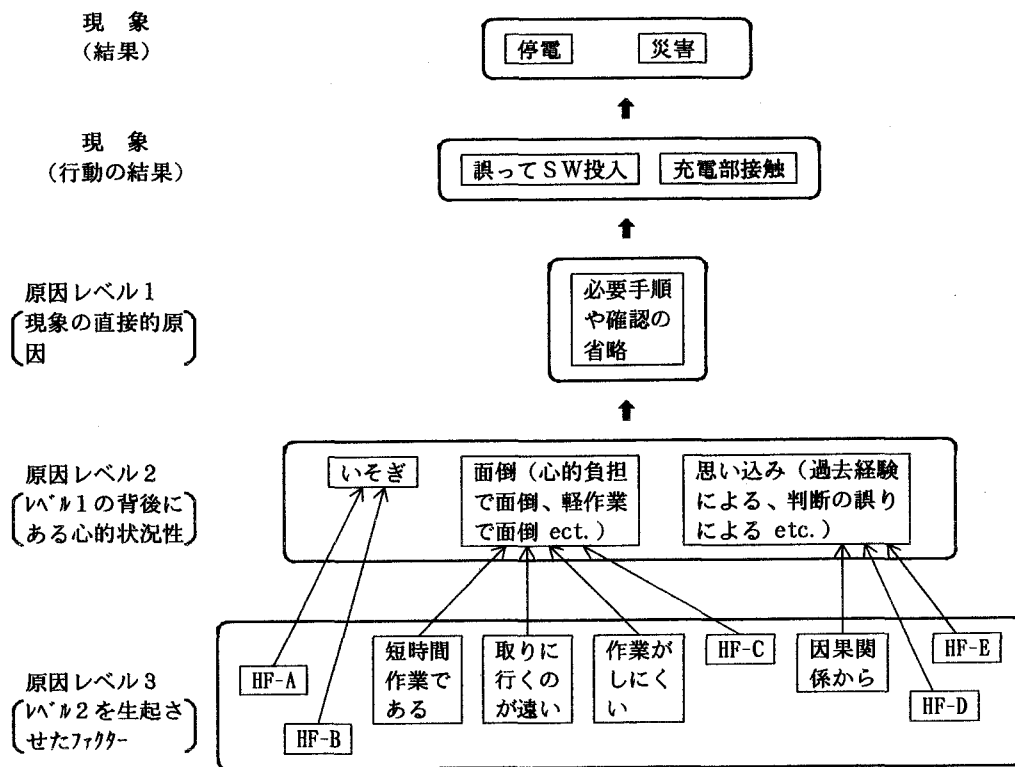 現 象
(結果)
停電
災害
現 象
(行動の結果)
誤ってSW投入
充電部接触
原因レベル1
現象の直接的原
因
必要手順
や確認の
省略
原因レベル2
ﾚﾍﾞﾙ1の背後に
ある心的状況性
いそぎ
面倒(心的負担
で面倒、軽作業
で面倒 ect.)
思い込み(過去経験
による、判断の誤り
による etc.)
原因レベル3
ﾚﾍﾞﾙ2を生起さ
せたﾌｧｸﾀｰ
HF-A
HF-B
短時間
作業で
ある
取りに
行くの
が遠い
作業が
しにく
い
HF-C
因果関
係から
HF-D
HF-E